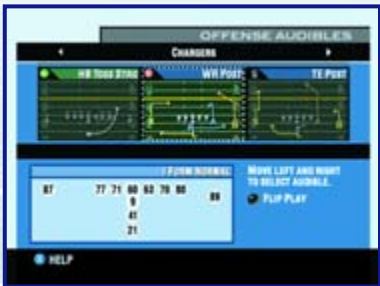 OFFENSE AUDIBLES
CHARGERS
HB TOSS STRG
WR POST
TE POST
I FORM NORMAL
87 77 71 60 62 70 80 89
9
41
21
MOVE LEFT AND RIGHT
TO SELECT AUDIBLE.
FLIP PLAY
HELP